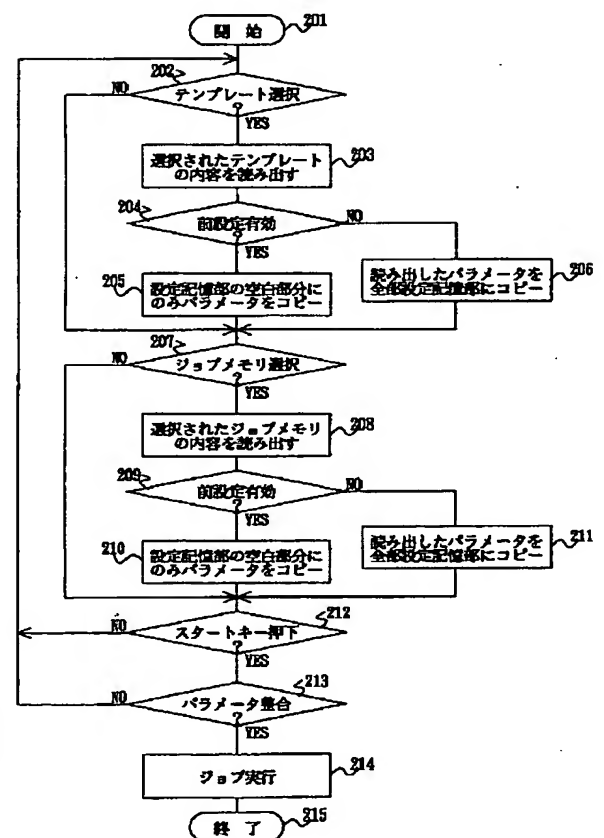 開 始
201
202
NO
テンプレート選択
?
YES
選択されたテンプレート
の内容を読み出す
203
204
前設定有効
?
NO
YES
205
設定記憶部の空白部分に
のみパラメータをコピー
読み出したパラメータを
全部設定記憶部にコピー
206
207
NO
ジョブメモリ選択
?
YES
選択されたジョブメモリ
の内容を読み出す
208
209
前設定有効
?
NO
YES
210
設定記憶部の空白部分に
のみパラメータをコピー
読み出したパラメータを
全部設定記憶部にコピー
211
212
NO
スタートキー押下
?
YES
213
NO
パラメータ整合
?
YES
ジョブ実行
214
終 了
215